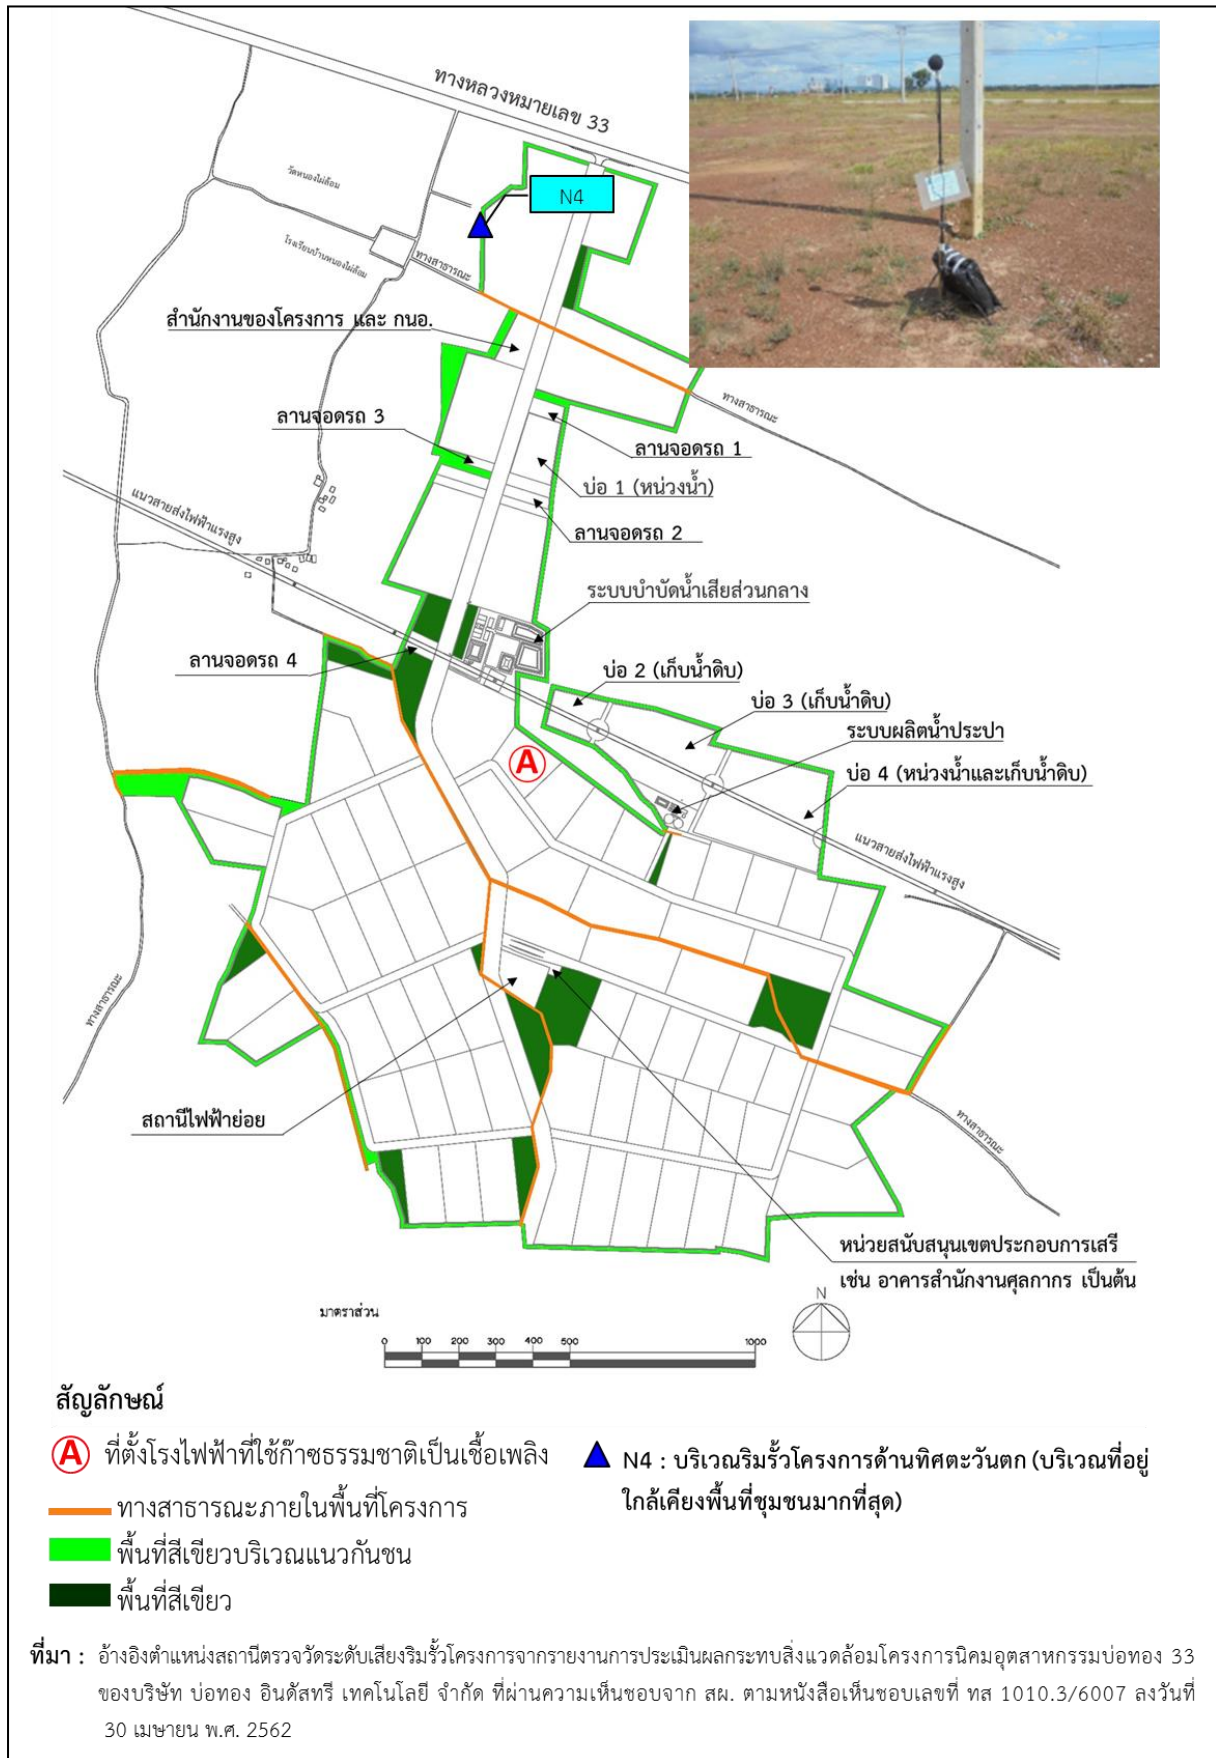 ทางหลวงหมายเลข 33
N4
วัดหนองไผ่ล้อม
โรงเรียนบ้านหนองไผ่ล้อม
ทางสาธารณะ
สำนักงานของโครงการ และ กนอ.
ทางสาธารณะ
ลานจอดรถ 3
ลานจอดรถ 1
บ่อ 1 (หน่วงน้ำ)
แนวสายส่งไฟฟ้าแรงสูง
ลานจอดรถ 2
ระบบบำบัดน้ำเสียส่วนกลาง
ลานจอดรถ 4
บ่อ 2 (เก็บน้ำดิบ)
บ่อ 3 (เก็บน้ำดิบ)
ระบบผลิตน้ำประปา
A
บ่อ 4 (หน่วงน้ำและเก็บน้ำดิบ)
แนวสายส่งไฟฟ้าแรงสูง
ทางสาธารณะ
สถานีไฟฟ้าย่อย
ทางสาธารณะ
หน่วยสนับสนุนเขตประกอบการเสรี
เช่น อาคารสำนักงานศุลกากร เป็นต้น
N
มาตราส่วน
0 100 200 300 400 500 1000
สัญลักษณ์
A ที่ตั้งโรงไฟฟ้าที่ใช้ก๊าซธรรมชาติเป็นเชื้อเพลิง
N4 : บริเวณริมรั้วโครงการด้านทิศตะวันตก (บริเวณที่อยู่
ใกล้เคียงพื้นที่ชุมชนมากที่สุด)
ทางสาธารณะภายในพื้นที่โครงการ
พื้นที่สีเขียวบริเวณแนวกันชน
พื้นที่สีเขียว
ที่มา : อ้างอิงตำแหน่งสถานีตรวจวัดระดับเสียงริมรั้วโครงการจากรายงานการประเมินผลกระทบสิ่งแวดล้อมโครงการนิคมอุตสาหกรรมบ่อทอง 33
ของบริษัท บ่อทอง อินดัสทรี เทคโนโลยี จำกัด ที่ผ่านความเห็นชอบจาก สผ. ตามหนังสือเห็นชอบเลขที่ ทส 1010.3/6007 ลงวันที่
30 เมษายน พ.ศ. 2562